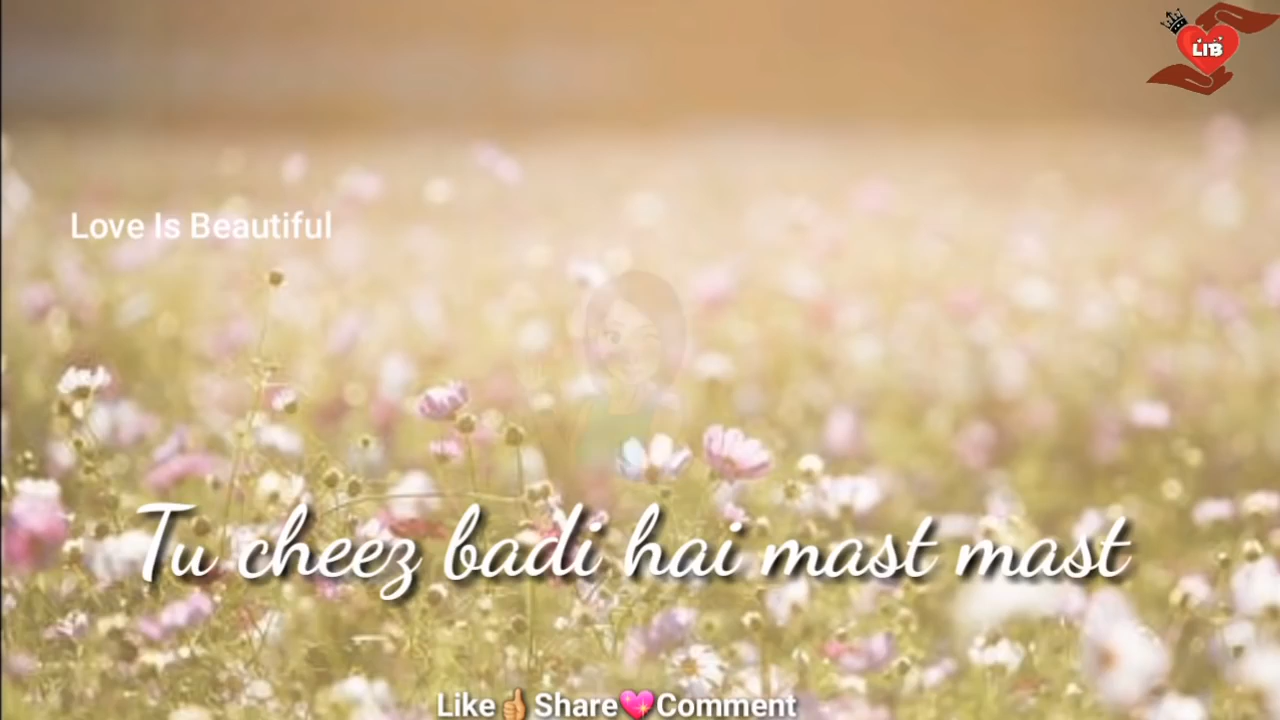 LIB
Love Is Beautiful
Tu cheez badi hai mast mast
Like👍Share💖Comment